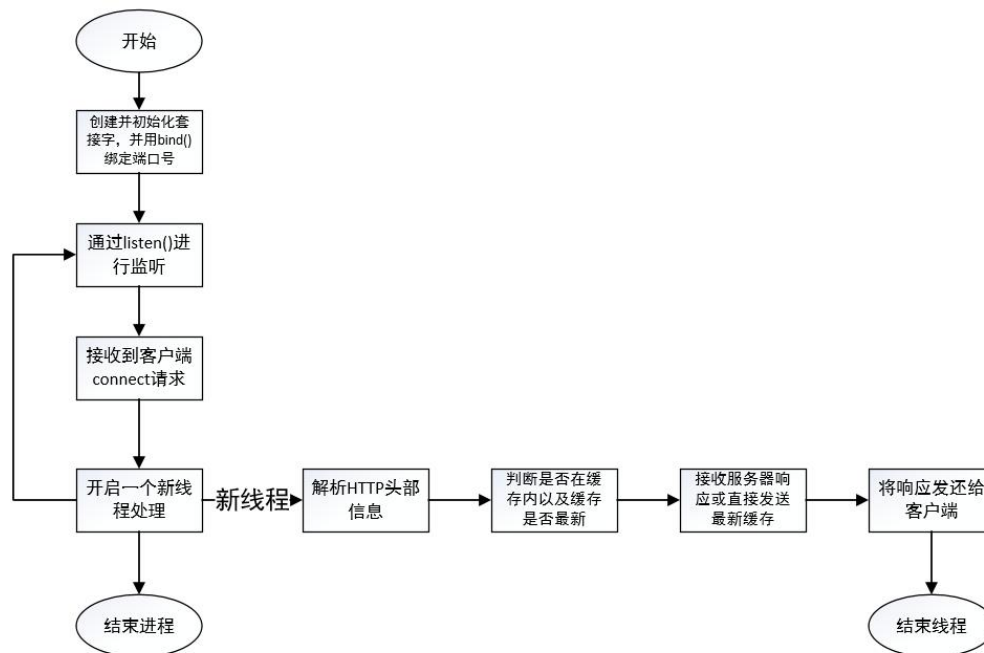 开始
创建并初始化套
接字，并用bind()
绑定端口号
通过listen()进
行监听
接收到客户端
connect请求
开启一个新线
程处理
新线程
解析HTTP头部
信息
判断是否在缓
存内以及缓存
是否最新
接收服务器响
应或直接发送
最新缓存
将响应发还给
客户端
结束进程
结束线程